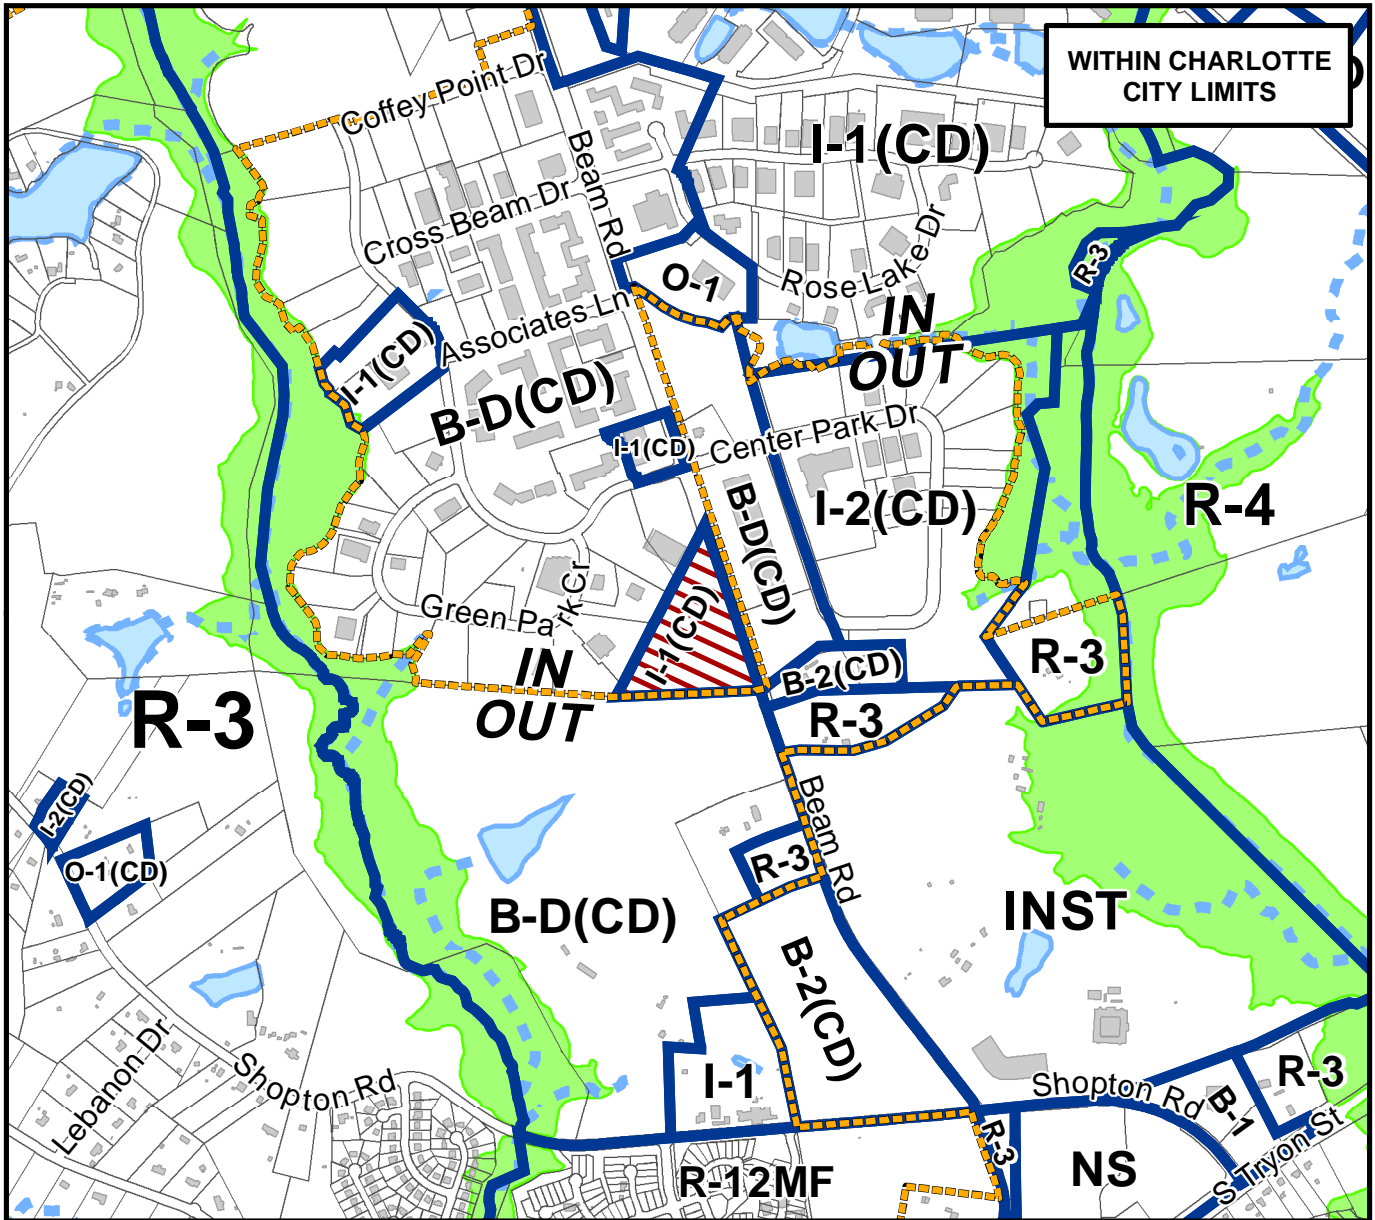 WITHIN CHARLOTTE
CITY LIMITS
Coffey Point Dr
Beam Rd
I-1(CD)
Cross Beam Dr
Rose Lake Dr
R-3
O-1
Associates Ln
IN
OUT
I-1(CD)
B-D(CD)
I-1(CD)
Center Park Dr
B-D(CD)
I-2(CD)
R-4
Green Park Cr
I-1(CD)
IN
OUT
B-2(CD)
R-3
R-3
R-3
I-2(CD)
O-1(CD)
Beam Rd
R-3
B-D(CD)
INST
B-2(CD)
Lebanon Dr
Shopton Rd
I-1
Shopton Rd
R-3
B-1
S Tryon St
R-3
NS
R-12MF